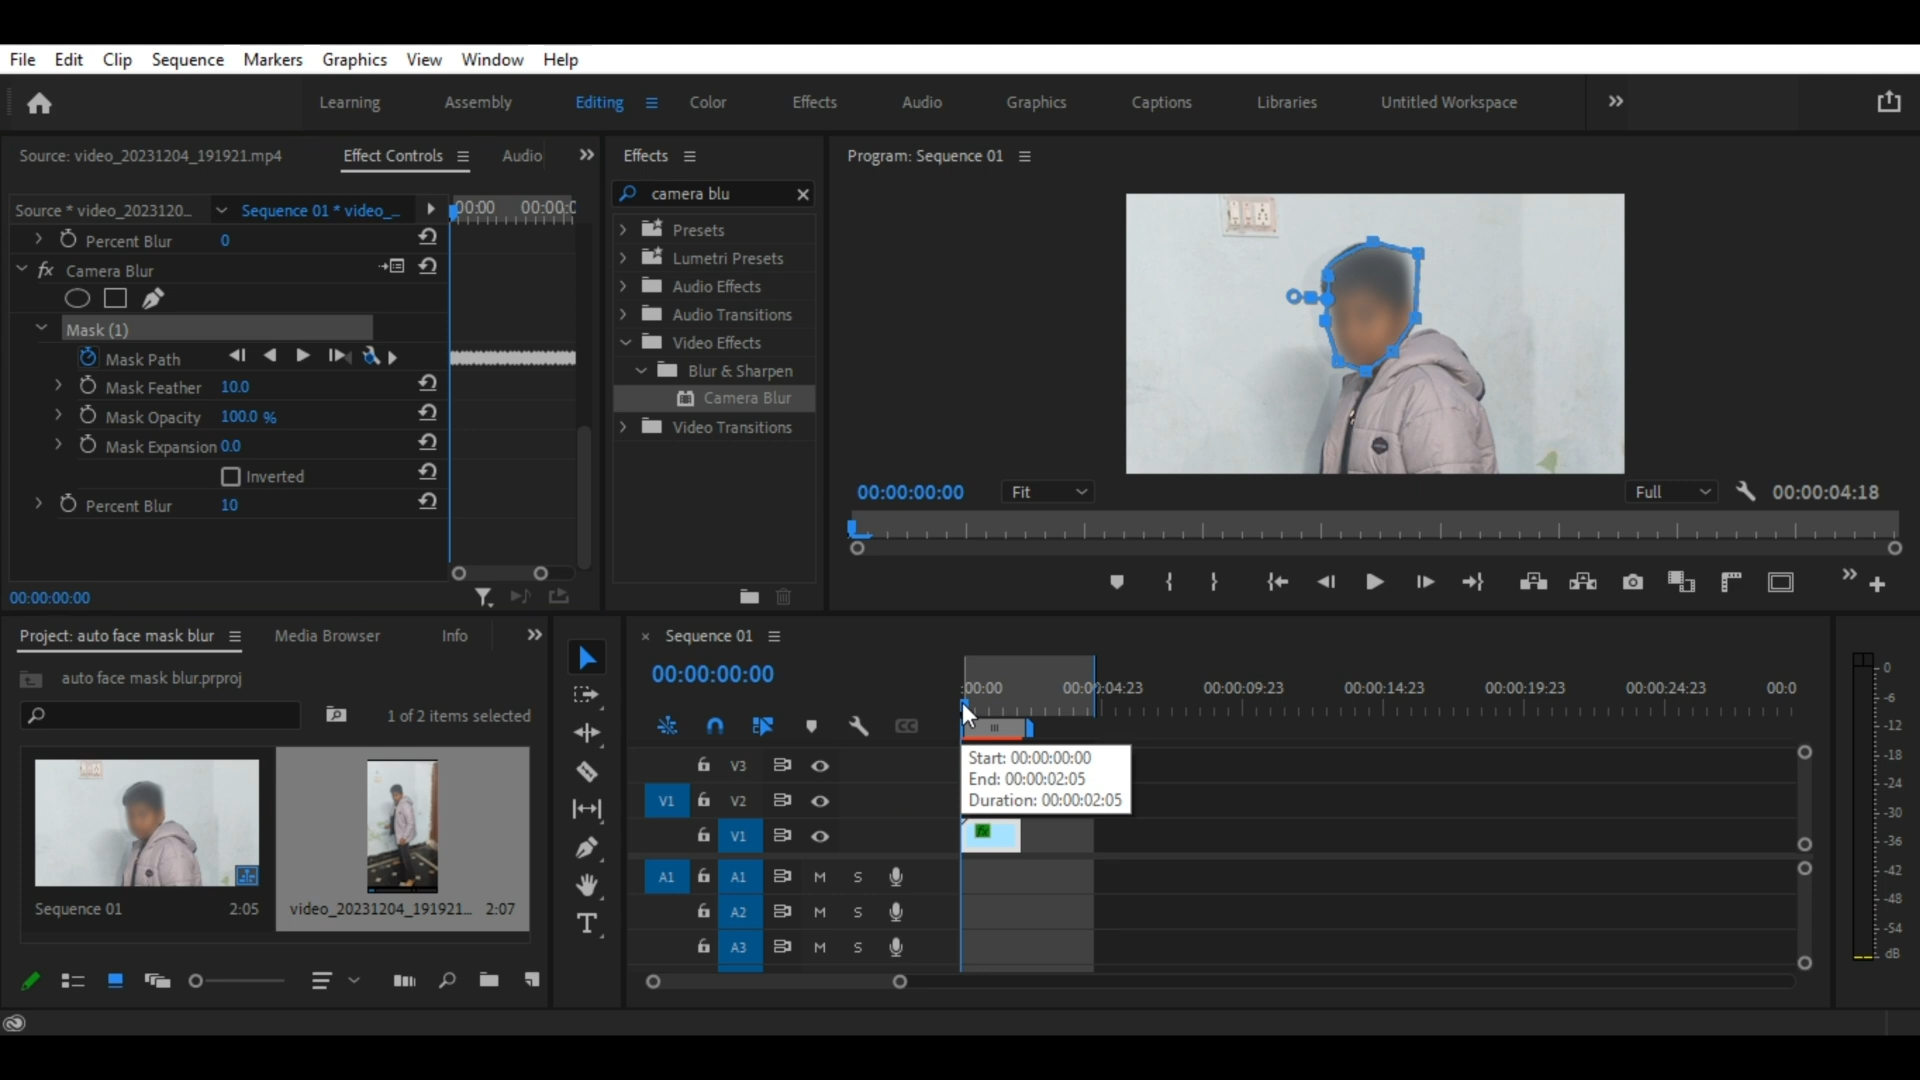 File Edit Clip Sequence Markers Graphics View Window Help
Learning Assembly Editing Color Effects Audio Graphics Captions Libraries Untitled Workspace
Source: video_20231204_191921.mp4 Effect Controls Audio
Source * video_2023120... Sequence 01 * video_...
:00:00 00:00:0
Percent Blur 0
fx Camera Blur
Mask (1)
Mask Path
Mask Feather 10.0
Mask Opacity 100.0 %
Mask Expansion 0.0
Inverted
Percent Blur 10
00:00:00:00
Effects
camera blu
Presets
Lumetri Presets
Audio Effects
Audio Transitions
Video Effects
Blur & Sharpen
Camera Blur
Video Transitions
Program: Sequence 01
00:00:00:00 Fit Full 00:00:04:18
Project: auto face mask blur Media Browser Info
auto face mask blur.prproj
1 of 2 items selected
Sequence 01 2:05
video_20231204_191921... 2:07
Sequence 01
00:00:00:00
:00:00 00:00:04:23 00:00:09:23 00:00:14:23 00:00:19:23 00:00:24:23 00:0
CC
Start: 00:00:00:00
End: 00:00:02:05
Duration: 00:00:02:05
V3
V1 V2
V1 fx
A1 A1 M S
A2 M S
A3 M S
T
0
-6
-12
-18
-24
-30
-36
-42
-48
-54
dB